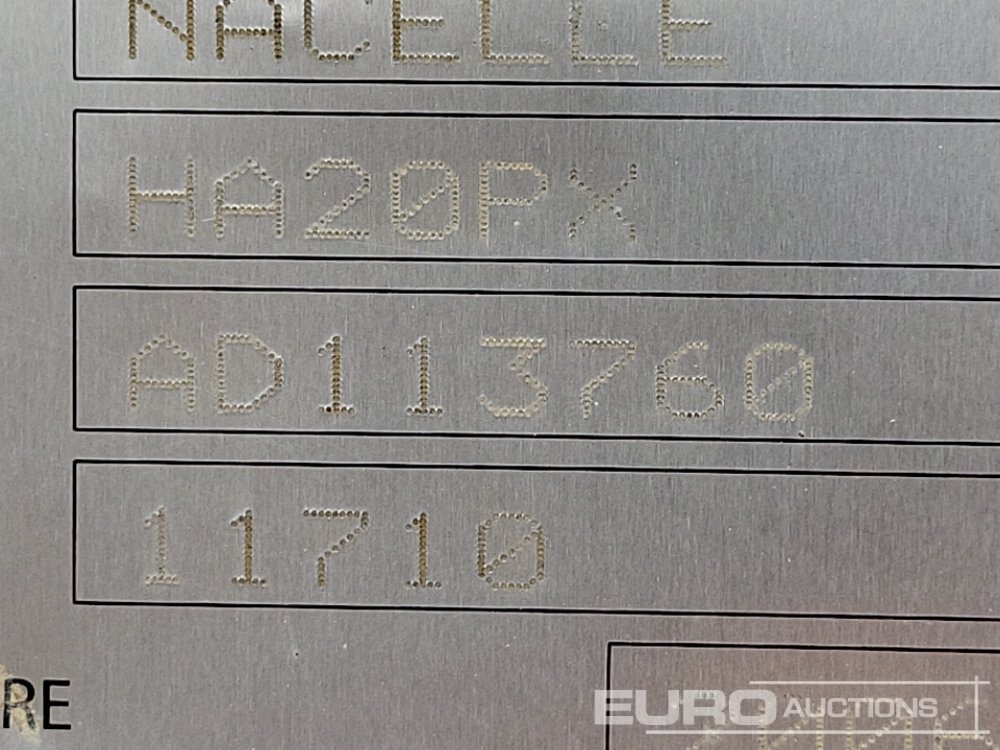 NACELLE
HA20PX
AD113760
11710
RE
EURO AUCTIONS